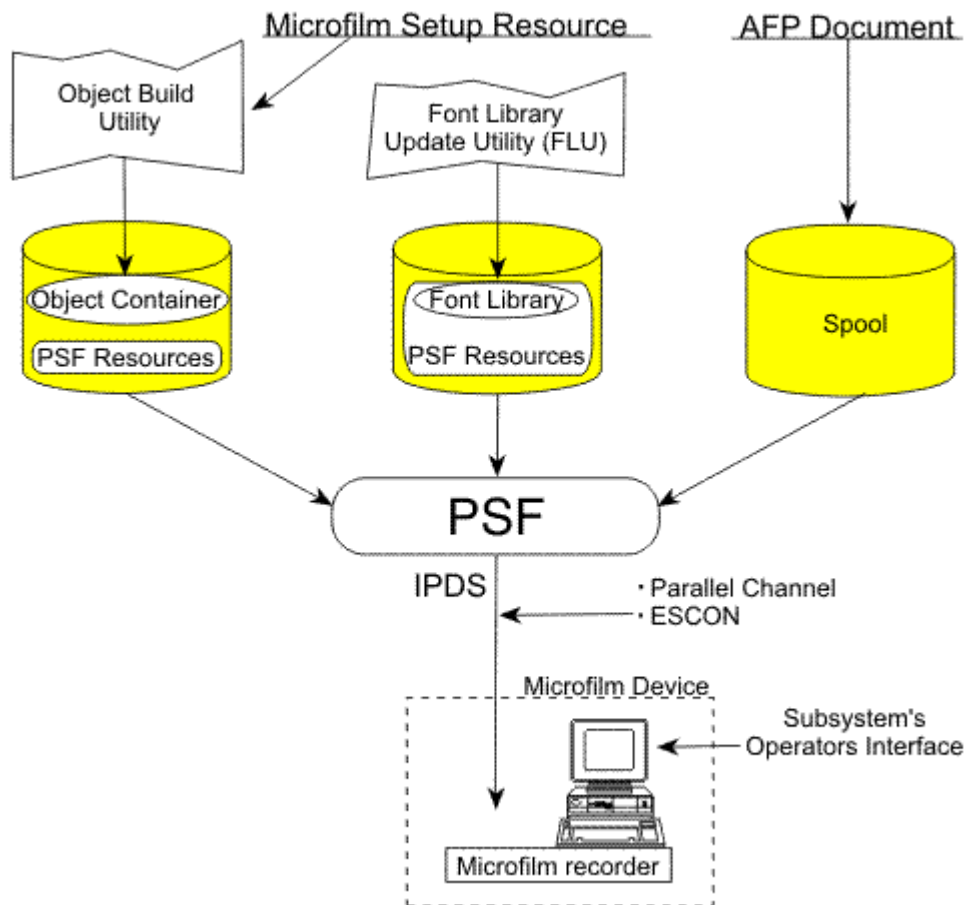 Microfilm Setup Resource
AFP Document
Object Build
Utility
Font Library
Update Utility (FLU)
Object Container
PSF Resources
Font Library
PSF Resources
Spool
PSF
IPDS
· Parallel Channel
· ESCON
Microfilm Device
Subsystem's
Operators Interface
Microfilm recorder